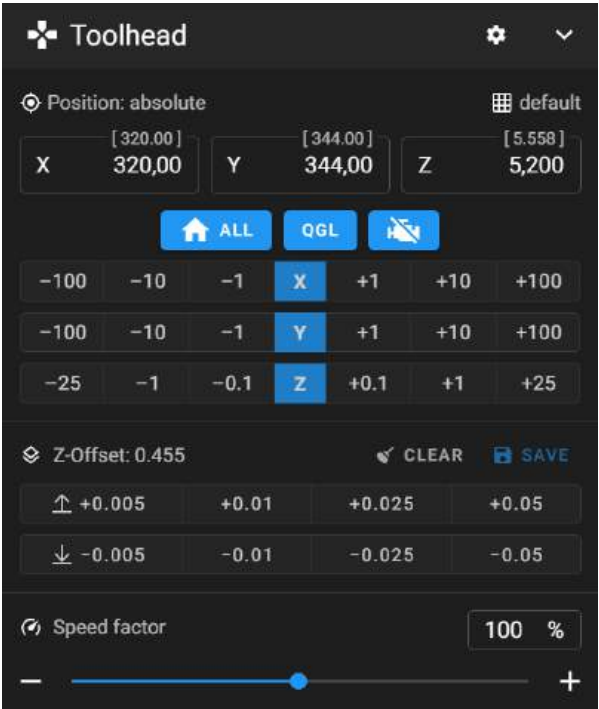 Toolhead
Position: absolute default
[ 320.00 ] [ 344.00 ] [ 5.558 ]
X 320,00 Y 344,00 Z 5,200
ALL QGL
−100 −10 −1 X +1 +10 +100
−100 −10 −1 Y +1 +10 +100
−25 −1 −0.1 Z +0.1 +1 +25
Z-Offset: 0.455 CLEAR SAVE
+0.005 +0.01 +0.025 +0.05
−0.005 −0.01 −0.025 −0.05
Speed factor 100 %